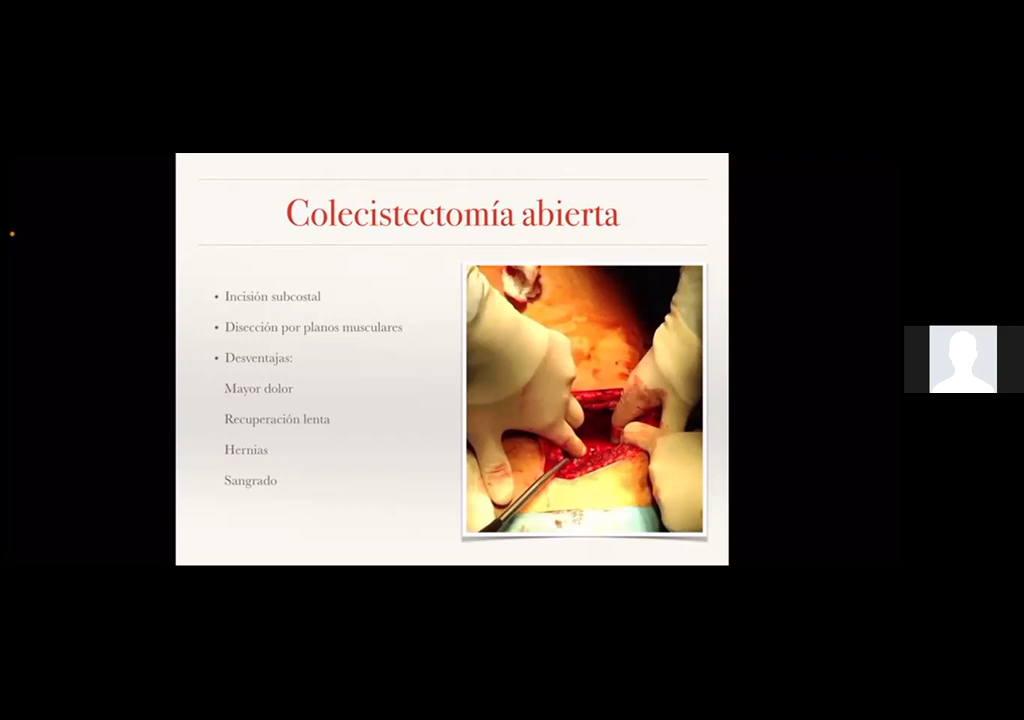 Colecistectomía abierta
• Incisión subcostal
• Disección por planos musculares
• Desventajas:
Mayor dolor
Recuperación lenta
Hernias
Sangrado